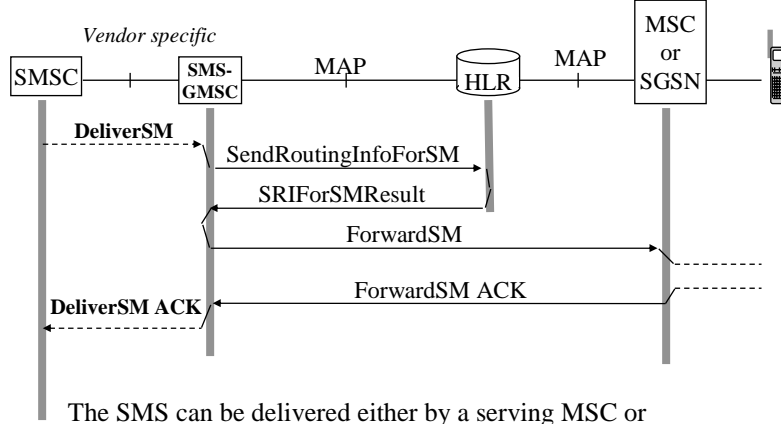 Vendor specific
SMSC
SMS-
GMSC
MAP
HLR
MAP
MSC
or
SGSN
DeliverSM
SendRoutingInfoForSM
SRIForSMResult
ForwardSM
ForwardSM ACK
DeliverSM ACK
The SMS can be delivered either by a serving MSC or